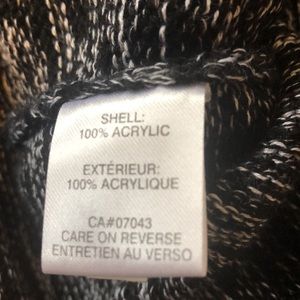 SHELL:
100% ACRYLIC
EXTÉRIEUR:
100% ACRYLIQUE
CA#07043
CARE ON REVERSE
ENTRETIEN AU VERSO